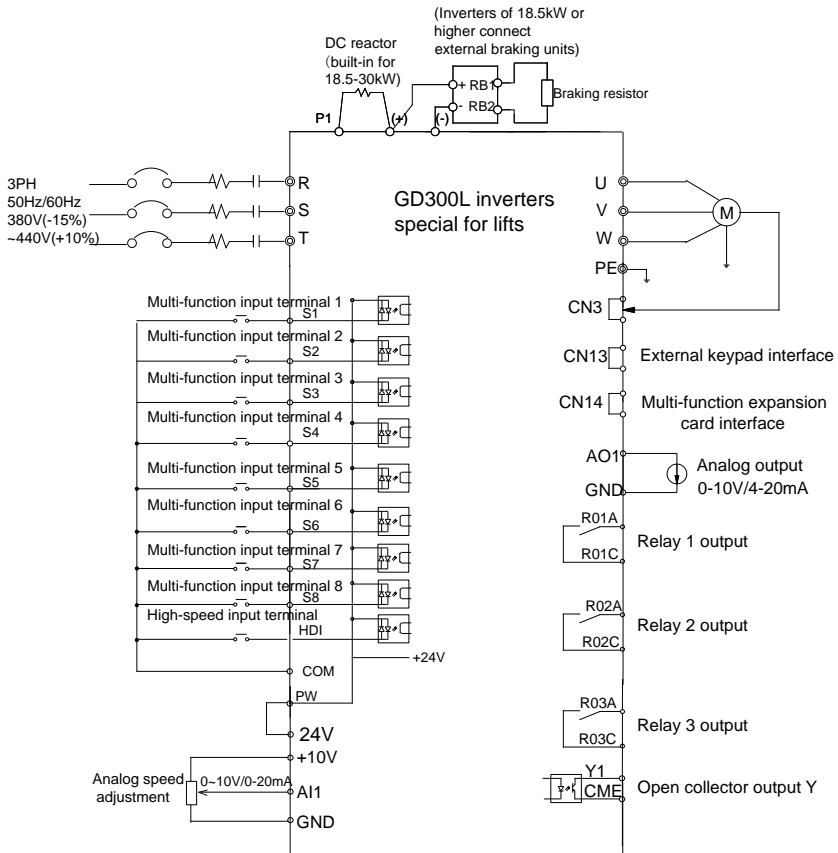 (Inverters of 18.5kW or
higher connect
external braking units)
DC reactor
(built-in for
18.5-30kW)
+ RB1
- RB2
Braking resistor
P1
(+)
(-)
3PH
50Hz/60Hz
380V(-15%)
~440V(+10%)
R
S
T
GD300L inverters
special for lifts
U
V
W
M
PE
CN3
CN13
External keypad interface
CN14
Multi-function expansion
card interface
AO1
GND
Analog output
0-10V/4-20mA
R01A
R01C
Relay 1 output
R02A
R02C
Relay 2 output
R03A
R03C
Relay 3 output
Y1
CME
Open collector output Y
Multi-function input terminal 1
S1
Multi-function input terminal 2
S2
Multi-function input terminal 3
S3
Multi-function input terminal 4
S4
Multi-function input terminal 5
S5
Multi-function input terminal 6
S6
Multi-function input terminal 7
S7
Multi-function input terminal 8
S8
High-speed input terminal
HDI
+24V
COM
PW
24V
+10V
Analog speed
adjustment
0~10V/0-20mA
AI1
GND